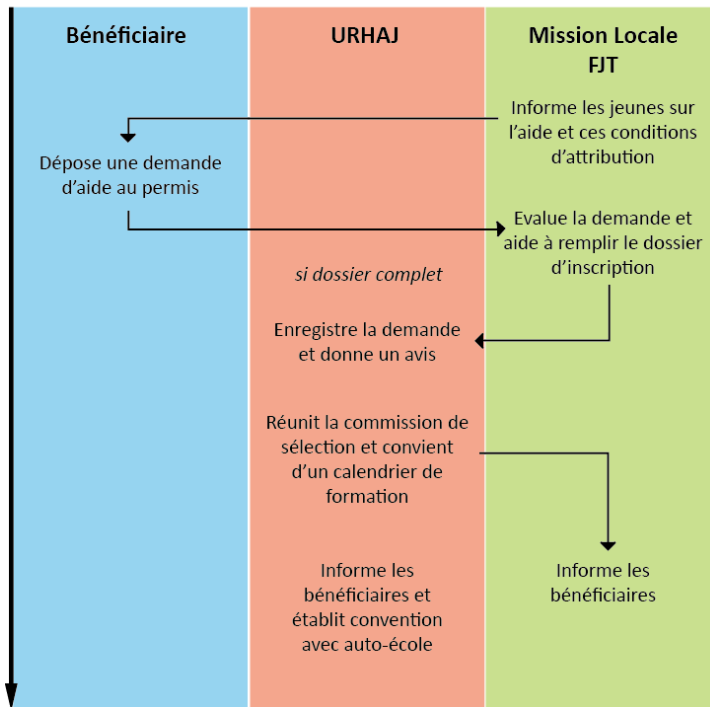 Bénéficiaire
URHAJ
Mission Locale
FJT
Informe les jeunes sur
l'aide et ces conditions
d'attribution
Dépose une demande
d'aide au permis
Evalue la demande et
aide à remplir le dossier
d'inscription
si dossier complet
Enregistre la demande
et donne un avis
Réunit la commission de
sélection et convient
d'un calendrier de
formation
Informe les
bénéficiaires et
établit convention
avec auto-école
Informe les
bénéficiaires